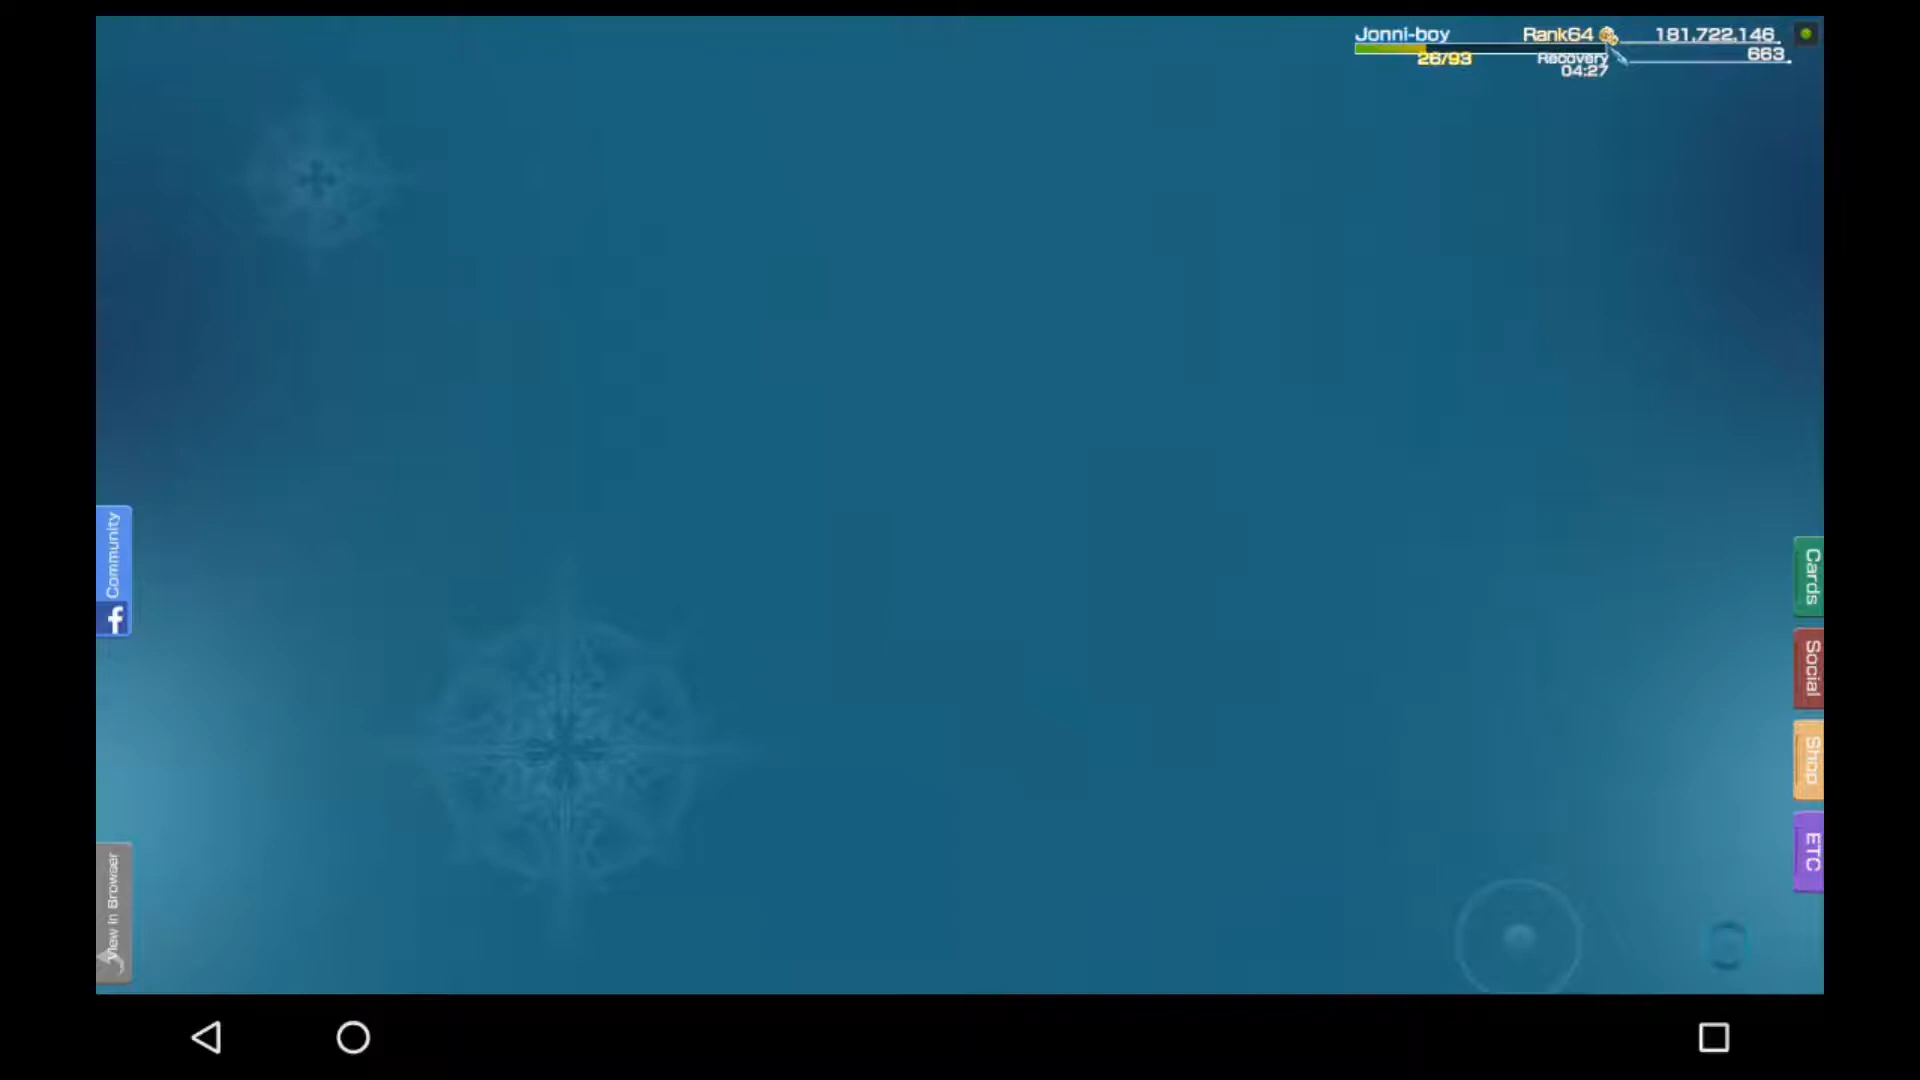 Jonni-boy Rank64 181,722,146
26/93 Recovery 663
04:27
Community
f
View in Browser
Cards
Social
Shop
ETC